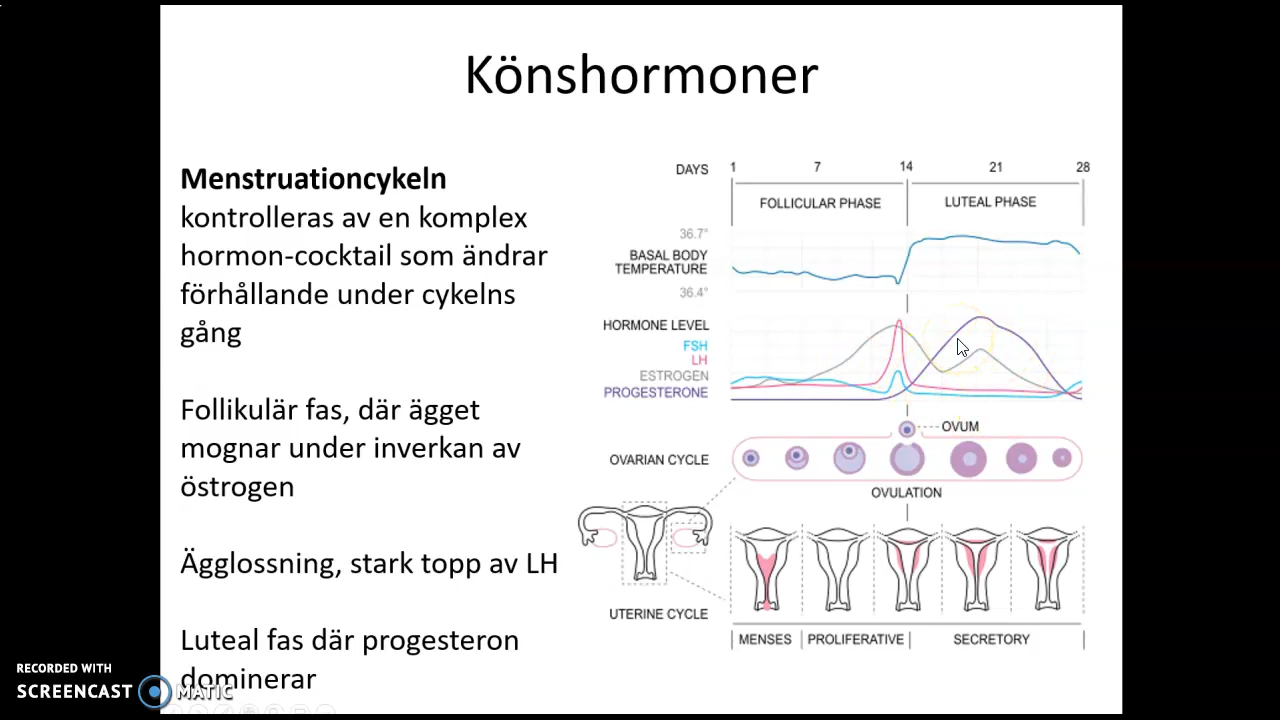 Könshormoner
Menstruationcykeln
kontrolleras av en komplex
hormon-cocktail som ändrar
förhållande under cykelns
gång
Follikulär fas, där ägget
mognar under inverkan av
östrogen
Ägglossning, stark topp av LH
Luteal fas där progesteron
dominerar
DAYS 1 7 14 21 28
FOLLICULAR PHASE LUTEAL PHASE
36.7°
BASAL BODY
TEMPERATURE
36.4°
HORMONE LEVEL
FSH
LH
ESTROGEN
PROGESTERONE
OVUM
OVARIAN CYCLE
OVULATION
UTERINE CYCLE
MENSES PROLIFERATIVE SECRETORY
RECORDED WITH
SCREENCAST MATIC